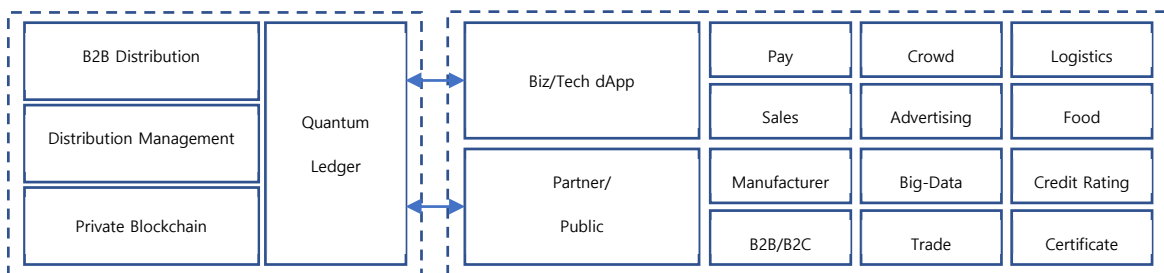 B2B Distribution
Distribution Management
Private Blockchain
Quantum
Ledger
Biz/Tech dApp
Partner/
Public
Pay
Crowd
Logistics
Sales
Advertising
Food
Manufacturer
Big-Data
Credit Rating
B2B/B2C
Trade
Certificate